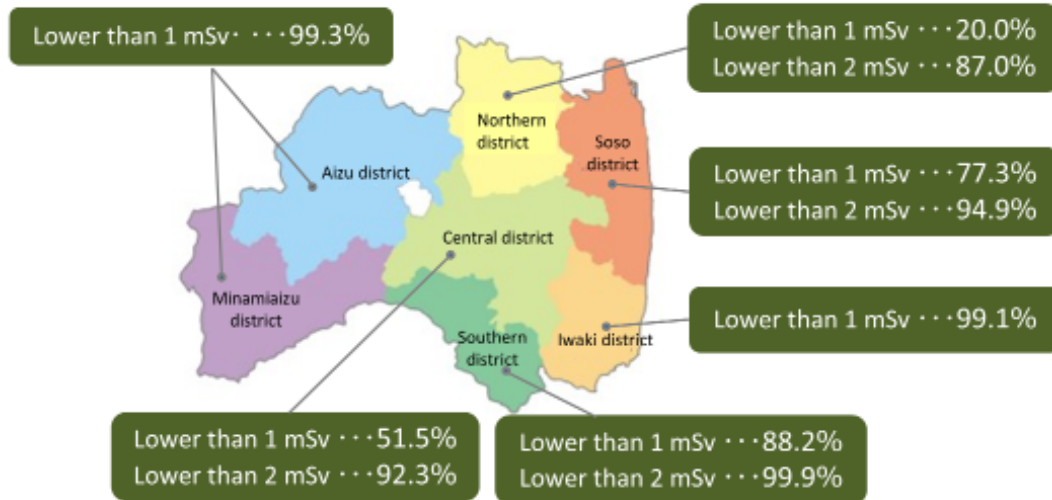 Lower than 1 mSv· ···99.3%
Lower than 1 mSv ···20.0%
Lower than 2 mSv ···87.0%
Northern
district
Soso
district
Aizu district
Lower than 1 mSv ···77.3%
Lower than 2 mSv ···94.9%
Central district
Minamiaizu
district
Lower than 1 mSv ···99.1%
Southern
district
Iwaki district
Lower than 1 mSv ···51.5%
Lower than 2 mSv ···92.3%
Lower than 1 mSv ···88.2%
Lower than 2 mSv ···99.9%